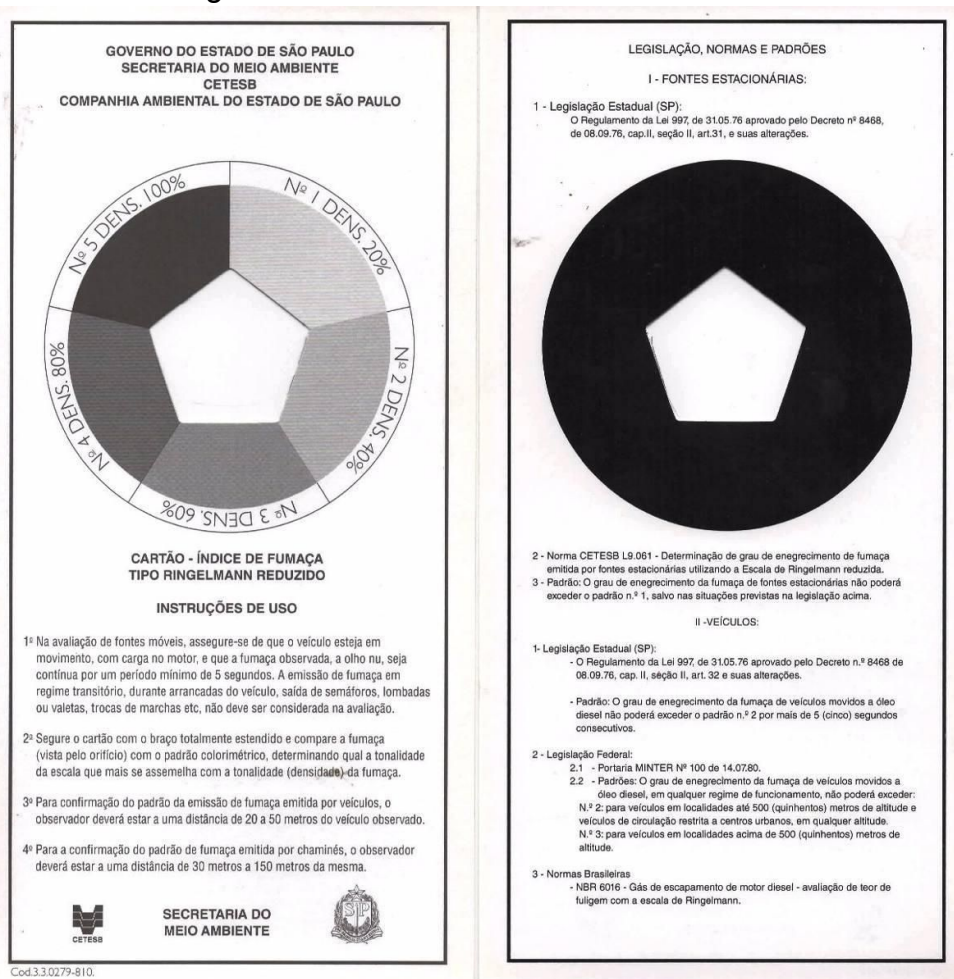 GOVERNO DO ESTADO DE SÃO PAULO
SECRETARIA DO MEIO AMBIENTE
CETESB
COMPANHIA AMBIENTAL DO ESTADO DE SÃO PAULO
Nº 5 DENS. 100%
Nº 1 DENS. 20%
Nº 2 DENS. 40%
Nº 3 DENS. 60%
Nº 4 DENS. 80%
CARTÃO - ÍNDICE DE FUMAÇA
TIPO RINGELMANN REDUZIDO
INSTRUÇÕES DE USO
1º Na avaliação de fontes móveis, assegure-se de que o veículo esteja em
movimento, com carga no motor, e que a fumaça observada, a olho nu, seja
contínua por um período mínimo de 5 segundos. A emissão de fumaça em
regime transitório, durante arrancadas do veículo, saída de semáforos, lombadas
ou valetas, trocas de marchas etc, não deve ser considerada na avaliação.
2º Segure o cartão com o braço totalmente estendido e compare a fumaça
(vista pelo orifício) com o padrão colorimétrico, determinando qual a tonalidade
da escala que mais se assemelha com a tonalidade (densidade) da fumaça.
3º Para confirmação do padrão da emissão de fumaça emitida por veículos, o
observador deverá estar a uma distância de 20 a 50 metros do veículo observado.
4º Para a confirmação do padrão de fumaça emitida por chaminés, o observador
deverá estar a uma distância de 30 metros a 150 metros da mesma.
CETESB
SECRETARIA DO
MEIO AMBIENTE
SP
Cod.3.3.0279-810.
LEGISLAÇÃO, NORMAS E PADRÕES
I - FONTES ESTACIONÁRIAS:
1 - Legislação Estadual (SP):
O Regulamento da Lei 997, de 31.05.76 aprovado pelo Decreto nº 8468,
de 08.09.76, cap.II, seção II, art.31, e suas alterações.
2 - Norma CETESB L9.061 - Determinação de grau de enegrecimento de fumaça
emitida por fontes estacionárias utilizando a Escala de Ringelmann reduzida.
3 - Padrão: O grau de enegrecimento da fumaça de fontes estacionárias não poderá
exceder o padrão n.º 1, salvo nas situações previstas na legislação acima.
II -VEÍCULOS:
1- Legislação Estadual (SP):
- O Regulamento da Lei 997, de 31.05.76 aprovado pelo Decreto n.º 8468 de
08.09.76, cap. II, seção II, art. 32 e suas alterações.
- Padrão: O grau de enegrecimento da fumaça de veículos movidos a óleo
diesel não poderá exceder o padrão n.º 2 por mais de 5 (cinco) segundos
consecutivos.
2 - Legislação Federal:
2.1 - Portaria MINTER Nº 100 de 14.07.80.
2.2 - Padrões: O grau de enegrecimento da fumaça de veículos movidos a
óleo diesel, em qualquer regime de funcionamento, não poderá exceder:
N.º 2: para veículos em localidades até 500 (quinhentos) metros de altitude e
veículos de circulação restrita a centros urbanos, em qualquer altitude.
N.º 3: para veículos em localidades acima de 500 (quinhentos) metros de
altitude.
3 - Normas Brasileiras
- NBR 6016 - Gás de escapamento de motor diesel - avaliação de teor de
fuligem com a escala de Ringelmann.